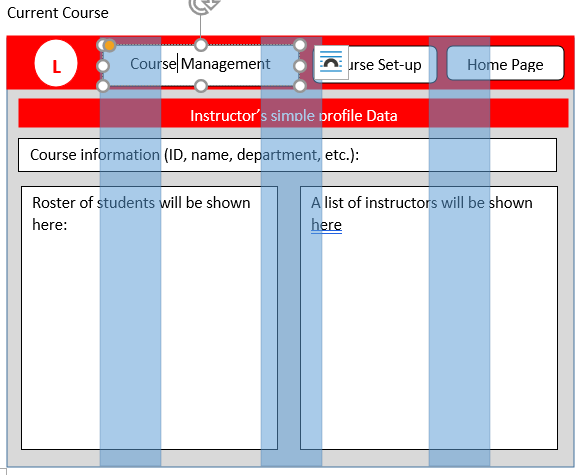 Current Course
L
Course Management
urse Set-up
Home Page
Instructor's simple profile Data
Course information (ID, name, department, etc.):
Roster of students will be shown
here:
A list of instructors will be shown
here